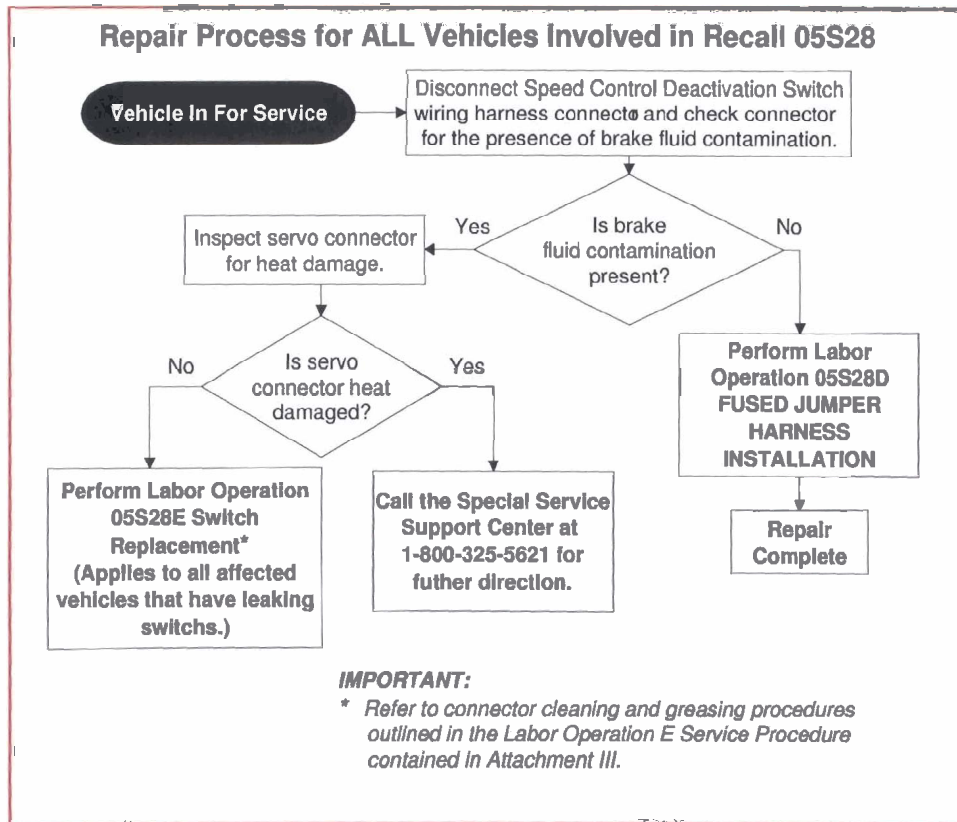 Repair Process for ALL Vehicles Involved in Recall 05S28
Vehicle In For Service
Disconnect Speed Control Deactivation Switch
wiring harness connecto and check connector
for the presence of brake fluid contamination.
Yes
Is brake
fluid contamination
present?
No
Inspect servo connector
for heat damage.
No
Is servo
connector heat
damaged?
Yes
Perform Labor
Operation 05S28D
FUSED JUMPER
HARNESS
INSTALLATION
Perform Labor Operation
05S28E Switch
Replacement*
(Applies to all affected
vehicles that have leaking
switchs.)
Call the Special Service
Support Center at
1-800-325-5621 for
futher direction.
Repair
Complete
IMPORTANT:
* Refer to connector cleaning and greasing procedures
outlined in the Labor Operation E Service Procedure
contained in Attachment III.